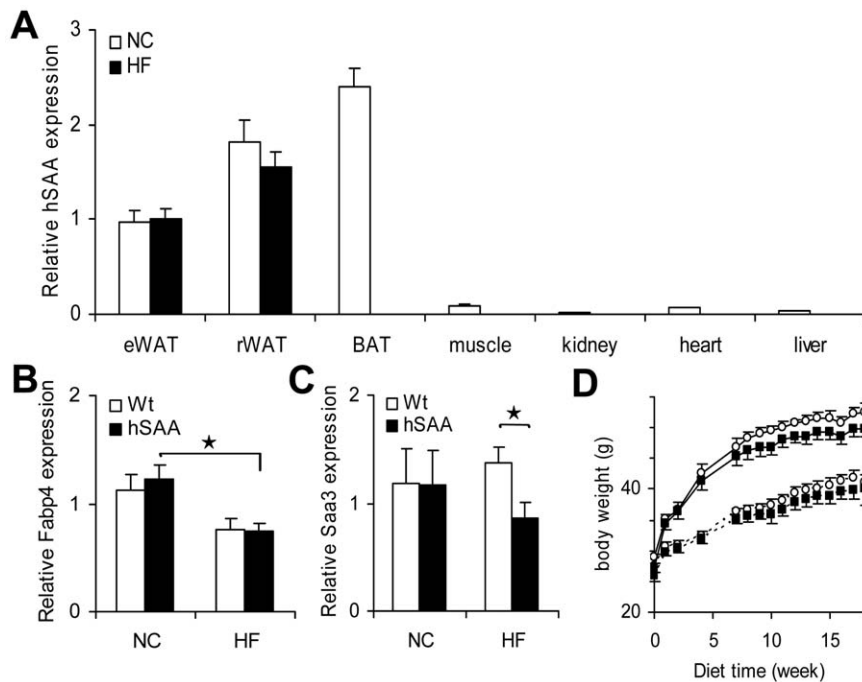 A
Relative hSAA expression
3
2
1
0
NC
HF
eWAT rWAT BAT muscle kidney heart liver
B
Relative Fabp4 expression
2
1
0
Wt
hSAA
NC HF
C
Relative Saa3 expression
2
1
0
Wt
hSAA
NC HF
D
body weight (g)
40
20
0 5 10 15
Diet time (week)